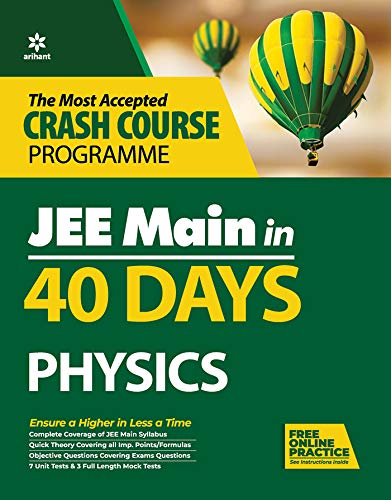 arihant
The Most Accepted
CRASH COURSE
PROGRAMME
JEE Main in
40 DAYS
PHYSICS
Ensure a Higher in Less a Time
Complete Coverage of JEE Main Syllabus
Quick Theory Covering all Imp. Points/Formulas
Objective Questions Covering Exams Questions
7 Unit Tests & 3 Full Length Mock Tests
FREE
ONLINE
PRACTICE
See Instructions Inside